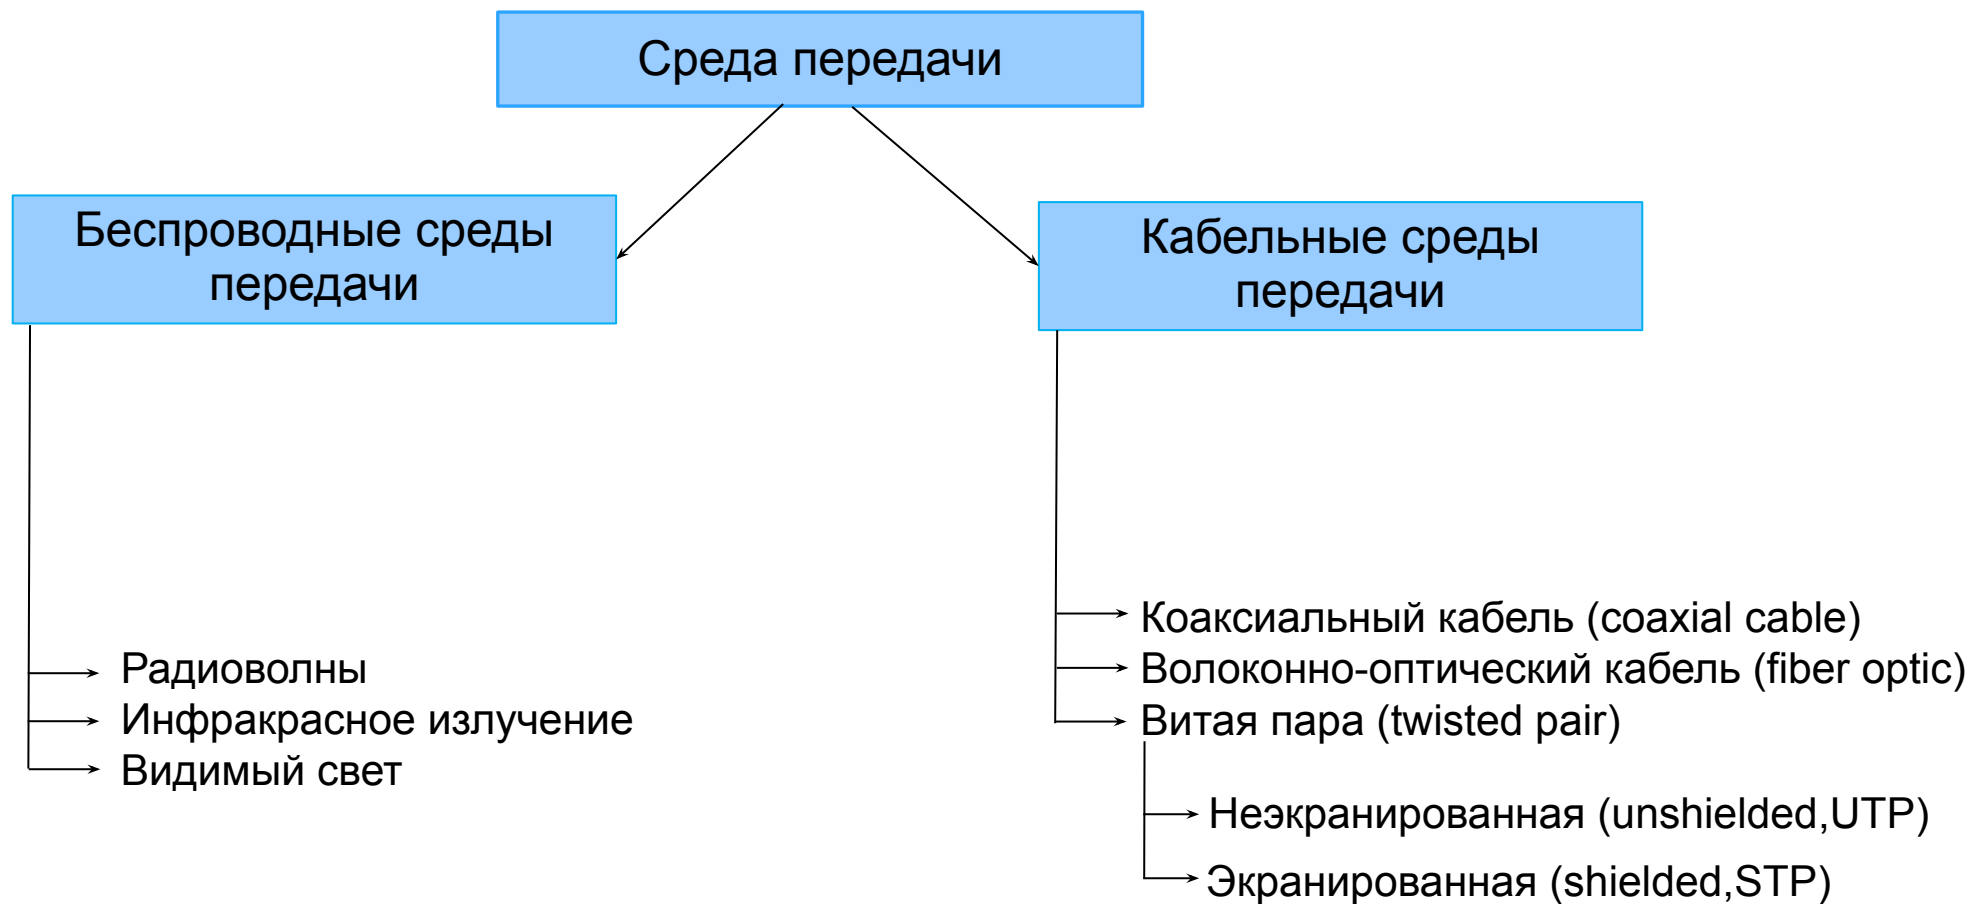 Среда передачи
Беспроводные среды
передачи
Кабельные среды
передачи
Радиоволны
Инфракрасное излучение
Видимый свет
Коаксиальный кабель (coaxial cable)
Волоконно-оптический кабель (fiber optic)
Витая пара (twisted pair)
Неэкранированная (unshielded,UTP)
Экранированная (shielded,STP)